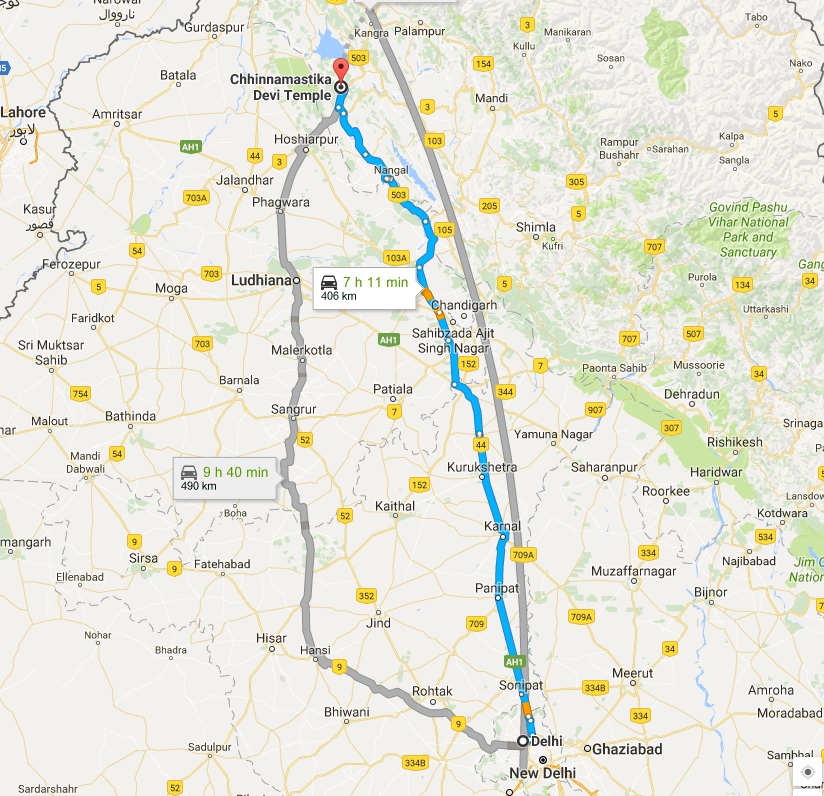 Narowal
نارووال
Gurdaspur
Kangra
Palampur
3
Manikaran
Tabo
Kullu
503
154
Sosan
Nako
Batala
Chhinnamastika
Devi Temple
Mandi
Amritsar
3
5
Lahore
لاہور
Hoshiarpur
103
Rampur
Bushahr
Sarahan
Kalpa
AH1
44
3
Sangla
Jalandhar
Nangal
305
703A
503
Phagwara
205
5
Kasur
قصور
105
Shimla
Kufri
Govind Pashu
Vihar National
Park and
Sanctuary
54
707
103A
Ferozepur
703
Ludhiana
7 h 11 min
406 km
5
Purola
134
34
5
Moga
Chandigarh
Uttarkashi
Faridkot
Sahibzada Ajit
Singh Nagar
703
AH1
707
507
Sri Muktsar
Sahib
Malerkotla
152
7
Mussoorie
Paonta Sahib
34
754
Barnala
Patiala
344
Dehradun
Malout
Bathinda
Sangrur
7
907
307
Srinaga
52
44
Yamuna Nagar
Rishikesh
54
Mandi
Dabwali
9 h 40 min
490 km
Kurukshetra
Saharanpur
Haridwar
152
Roorkee
Lansdow
Boha
52
Kaithal
Kotdwara
Karnal
534
9
709A
334
Sirsa
9
Fatehabad
Muzaffarnagar
Najibabad
Jim C
Nation
Ellenabad
Panipat
Bijnor
352
709
709A
Jind
Nohar
Hisar
Bhadra
Hansi
34
9
AH1
Meerut
Sonipat
334B
Amroha
Rohtak
334
Moradabad
Bhiwani
9
Delhi
Ghaziabad
Sadulpur
334B
New Delhi
Sambhal
52
Sardarshahr